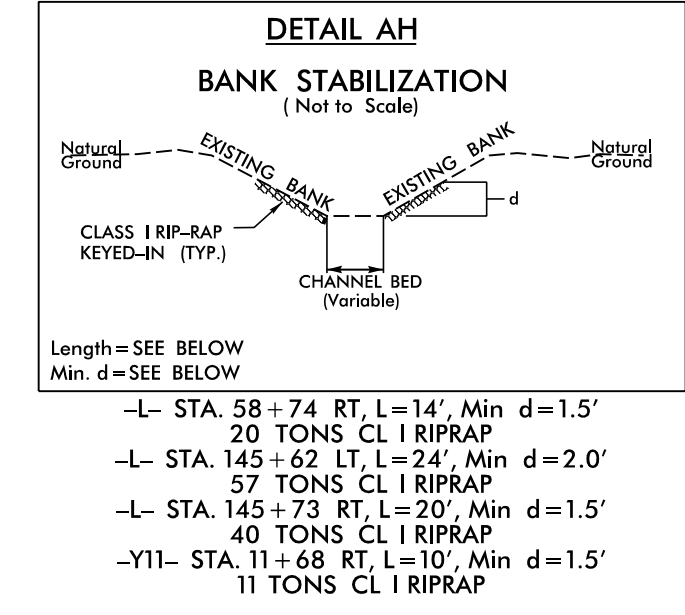 DETAIL AH
BANK STABILIZATION
( Not to Scale)
Natural
Ground
EXISTING BANK
EXISTING BANK
Natural
Ground
d
CLASS I RIP-RAP
KEYED-IN (TYP.)
CHANNEL BED
(Variable)
Length = SEE BELOW
Min. d = SEE BELOW
-L- STA. 58+74 RT, L=14', Min d=1.5'
20 TONS CL I RIPRAP
-L- STA. 145+62 LT, L=24', Min d=2.0'
57 TONS CL I RIPRAP
-L- STA. 145+73 RT, L=20', Min d=1.5'
40 TONS CL I RIPRAP
-Y11- STA. 11+68 RT, L=10', Min d=1.5'
11 TONS CL I RIPRAP